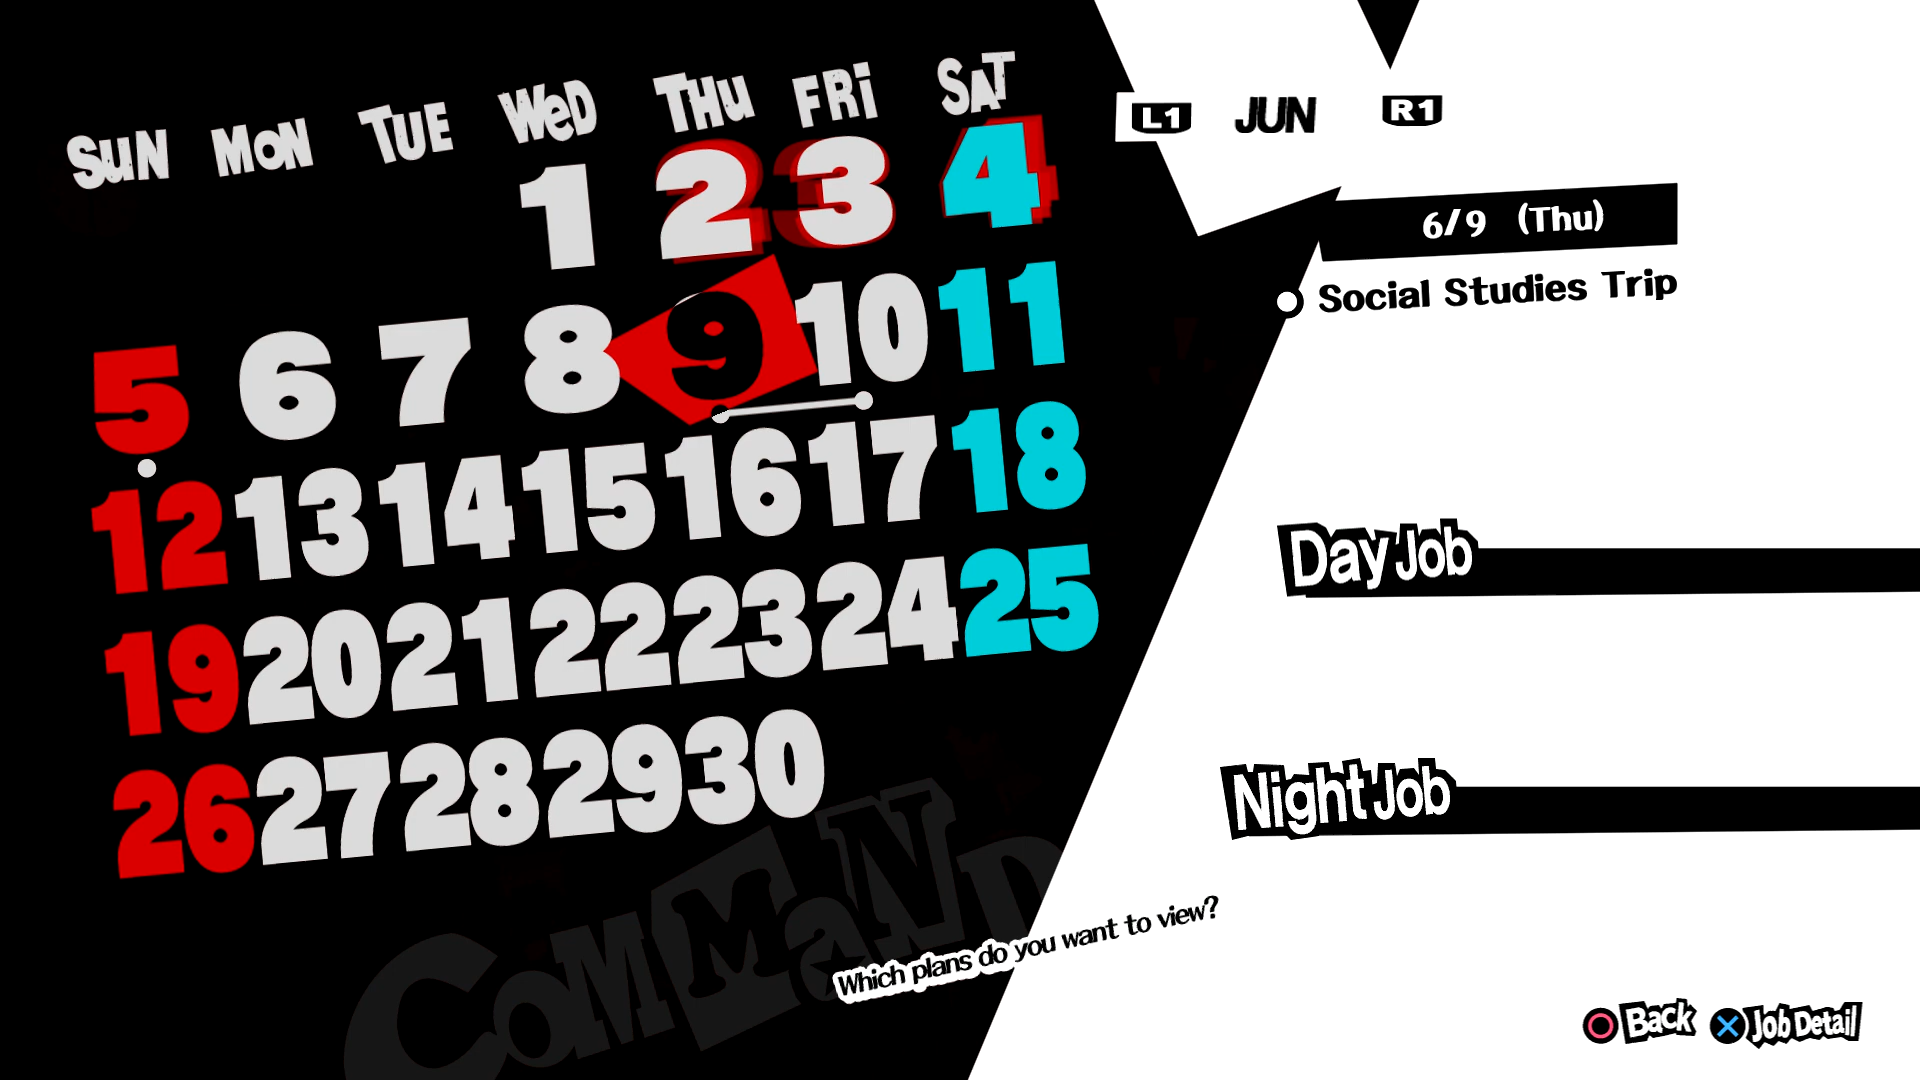 SuN MoN TUE WeD THu FRi SAT
1 2 3 4
5 6 7 8 9 10 11
12 13 14 15 16 17 18
19 20 21 22 23 24 25
26 27 28 29 30
CoMMaND
Which plans do you want to view?
L1 JUN R1
6/9 (Thu)
Social Studies Trip
Day Job
Night Job
Back Job Detail